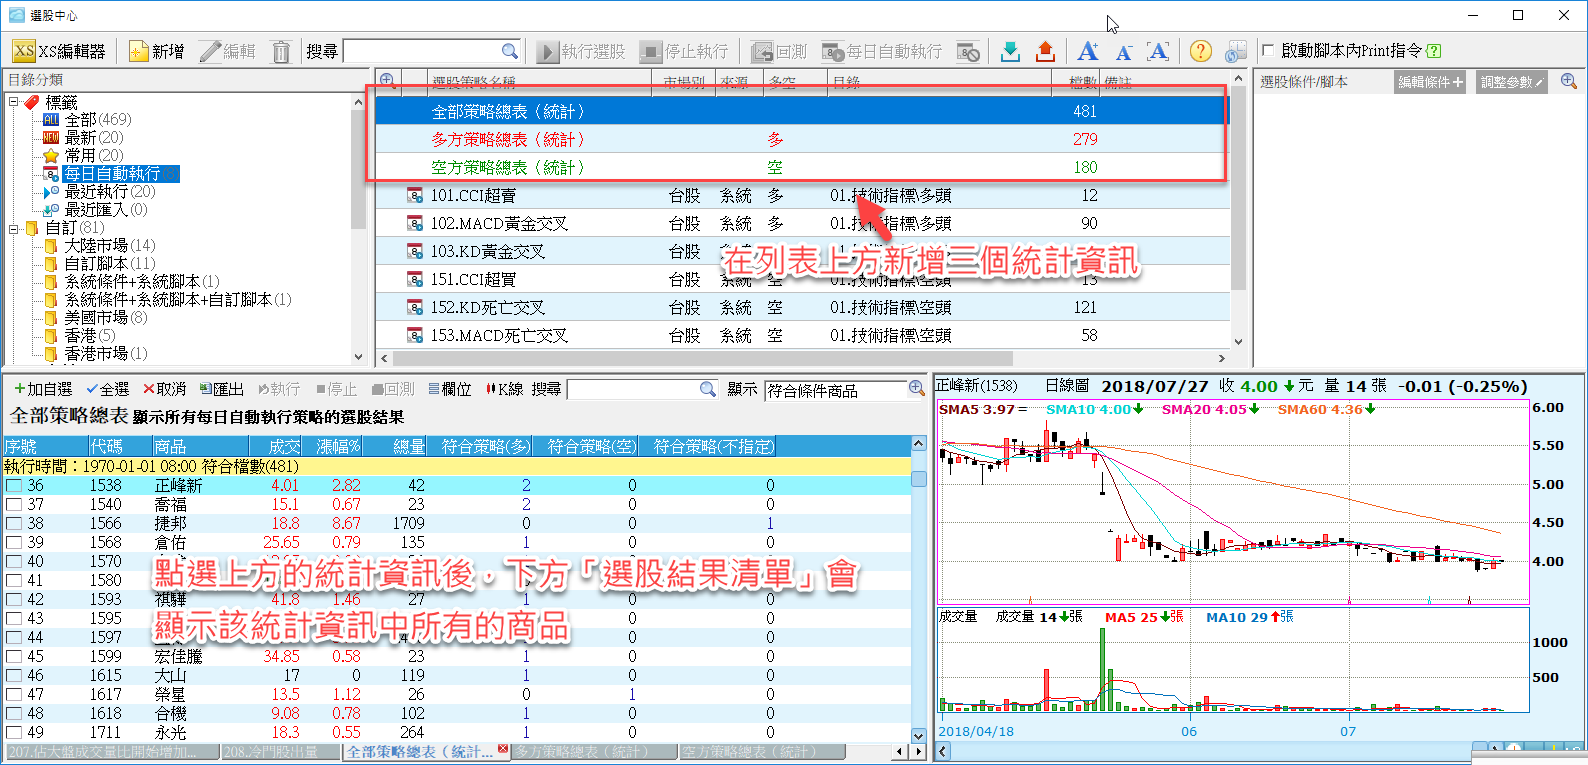 選股中心
XS XS編輯器 新增 編輯 搜尋 執行選股 停止執行 回測 每日自動執行 啟動腳本內Print指令
目錄分類
標籤
全部(469)
最新(20)
常用(20)
每日自動執行
最近執行(20)
最近匯入(0)
自訂(81)
大陸市場(14)
自訂腳本(11)
系統條件+系統腳本(1)
系統條件+系統腳本+自訂腳本(1)
美國市場(8)
香港(5)
香港市場(1)
選股策略名稱 市場別 來源 多空 目錄 檔數 備註
全部策略總表（統計） 481
多方策略總表（統計） 多 279
空方策略總表（統計） 空 180
101.CCI超賣 台股 系統 多 01.技術指標\多頭 12
102.MACD黃金交叉 台股 系統 多 01.技術指標\多頭 90
103.KD黃金交叉
在列表上方新增三個統計資訊
151.CCI超買 台股 系統 空 01.技術指標\空頭 13
152.KD死亡交叉 台股 系統 空 01.技術指標\空頭 121
153.MACD死亡交叉 台股 系統 空 01.技術指標\空頭 58
選股條件/腳本 編輯條件+ 調整參數
+加自選 全選 取消 匯出 執行 停止 回測 欄位 K線 搜尋 顯示 符合條件商品
全部策略總表 顯示所有每日自動執行策略的選股結果
序號 代碼 商品 成交 漲幅% 總量 符合策略(多) 符合策略(空) 符合策略(不指定)
執行時間：1970-01-01 08:00 符合檔數(481)
36 1538 正峰新 4.01 2.82 42 2 0 0
37 1540 喬福 15.1 0.67 23 2 0 0
38 1566 捷邦 18.8 8.67 1709 0 0 1
39 1568 倉佑 25.65 0.79 135 1 0 0
40 1570 0 0
點選上方的統計資訊後，下方「選股結果清單」會
41 1580
42 1593 祺驊 41.8 1.46 27 1 0 0
43 1595 0 0
顯示該統計資訊中所有的商品
44 1597 0 0
45 1599 宏佳騰 34.85 0.58 23 1 0 0
46 1615 大山 17 0 119 1 0 0
47 1617 榮星 13.5 1.12 26 0 1 0
48 1618 合機 9.08 0.78 102 1 0 0
49 1711 永光 18.3 0.55 264 1 0 0
207.佔大盤成交量比開始增加... 208.冷門股出量 全部策略總表（統計... 多方策略總表（統計） 空方策略總表（統計）
正峰新(1538) 日線圖 2018/07/27 收 4.00 元 量 14 張 -0.01 (-0.25%)
SMA5 3.97= SMA10 4.00 SMA20 4.05 SMA60 4.36
6.00
5.50
5.00
4.50
4.00
成交量 成交量 14張 MA5 25張 MA10 29張
1000
500
2018/04/18 06 07